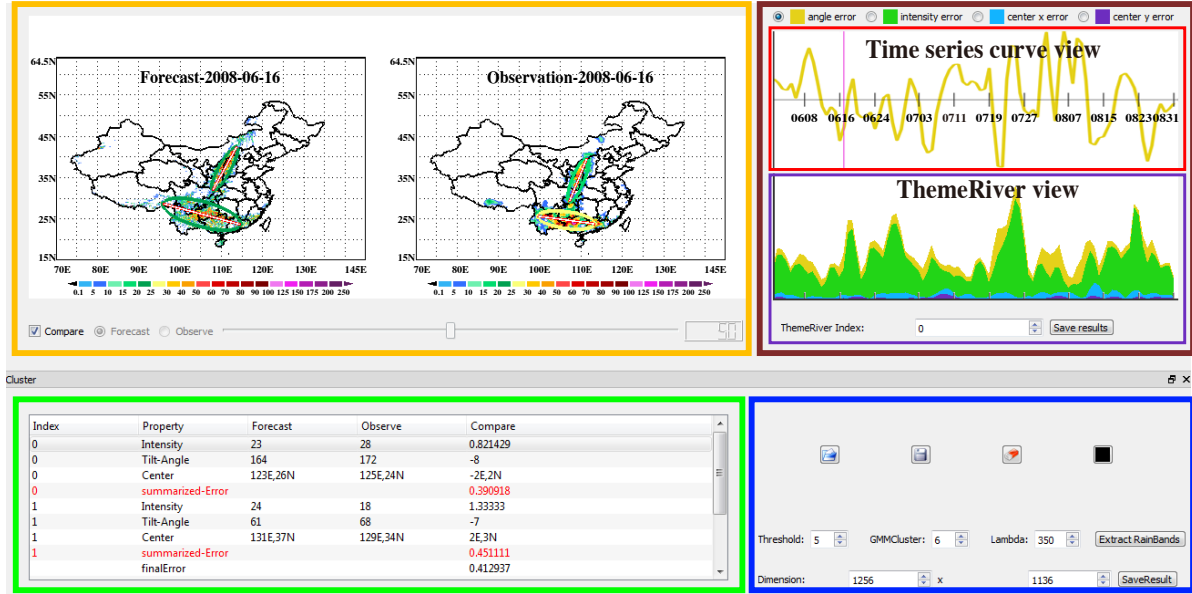 angle error intensity error center x error center y error
Time series curve view
0608 0616 0624 0703 0711 0719 0727 0807 0815 0823 0831
ThemeRiver view
ThemeRiver Index: 0 Save results
Forecast-2008-06-16
64.5N
55N
45N
35N
25N
15N
70E 80E 90E 100E 110E 120E 130E 145E
0.1 5 10 15 20 25 30 40 50 60 70 80 90 100 125 150 175 200 250
Observation-2008-06-16
64.5N
55N
45N
35N
25N
15N
70E 80E 90E 100E 110E 120E 130E 145E
0.1 5 10 15 20 25 30 40 50 60 70 80 90 100 125 150 175 200 250
Compare Forecast Observe 50
Cluster
Index Property Forecast Observe Compare
0 Intensity 23 28 0.821429
0 Tilt-Angle 164 172 -8
0 Center 123E,26N 125E,24N -2E,2N
0 summarized-Error 0.390918
1 Intensity 24 18 1.33333
1 Tilt-Angle 61 68 -7
1 Center 131E,37N 129E,34N 2E,3N
1 summarized-Error 0.451111
finalError 0.412937
Threshold: 5 GMMCluster: 6 Lambda: 350 Extract RainBands
Dimension: 1256 x 1136 SaveResult